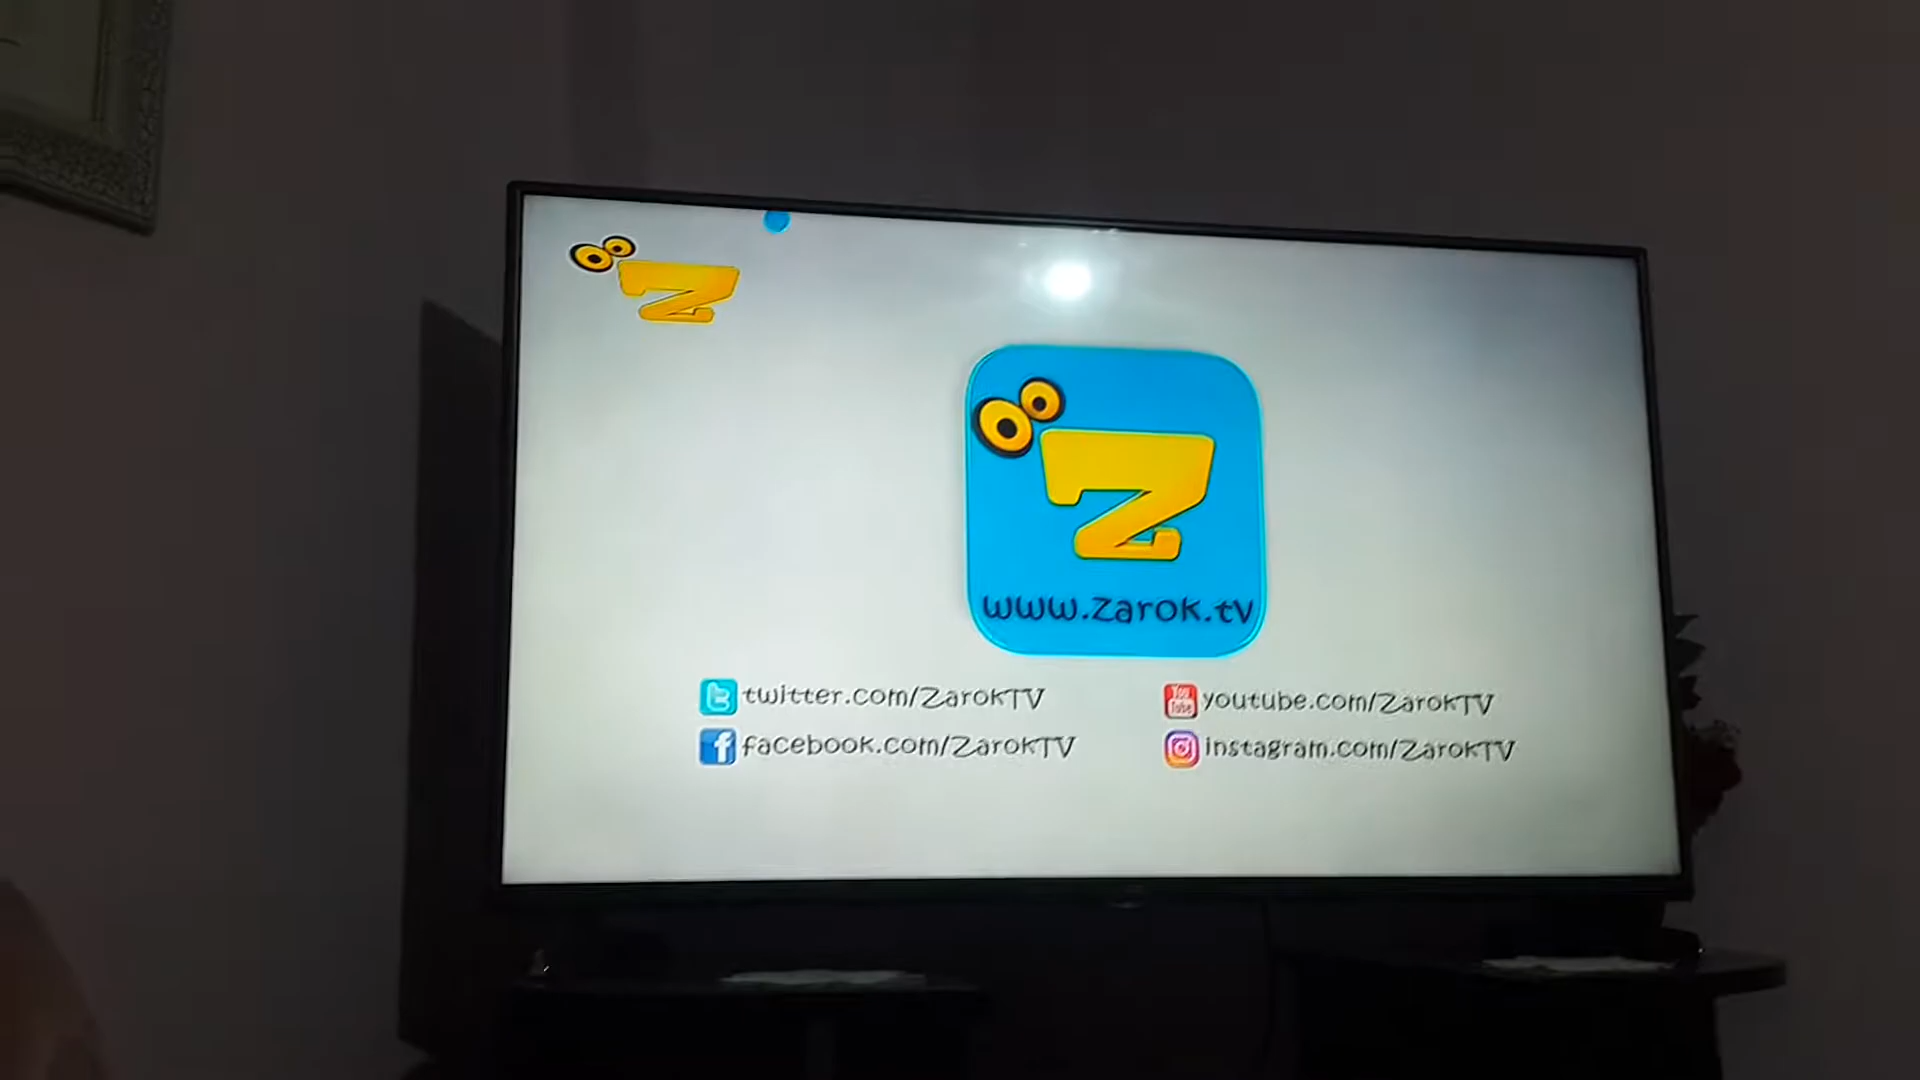 Z
Z
www.zarok.tv
twitter.com/ZarokTV
youtube.com/ZarokTV
facebook.com/ZarokTV
instagram.com/ZarokTV